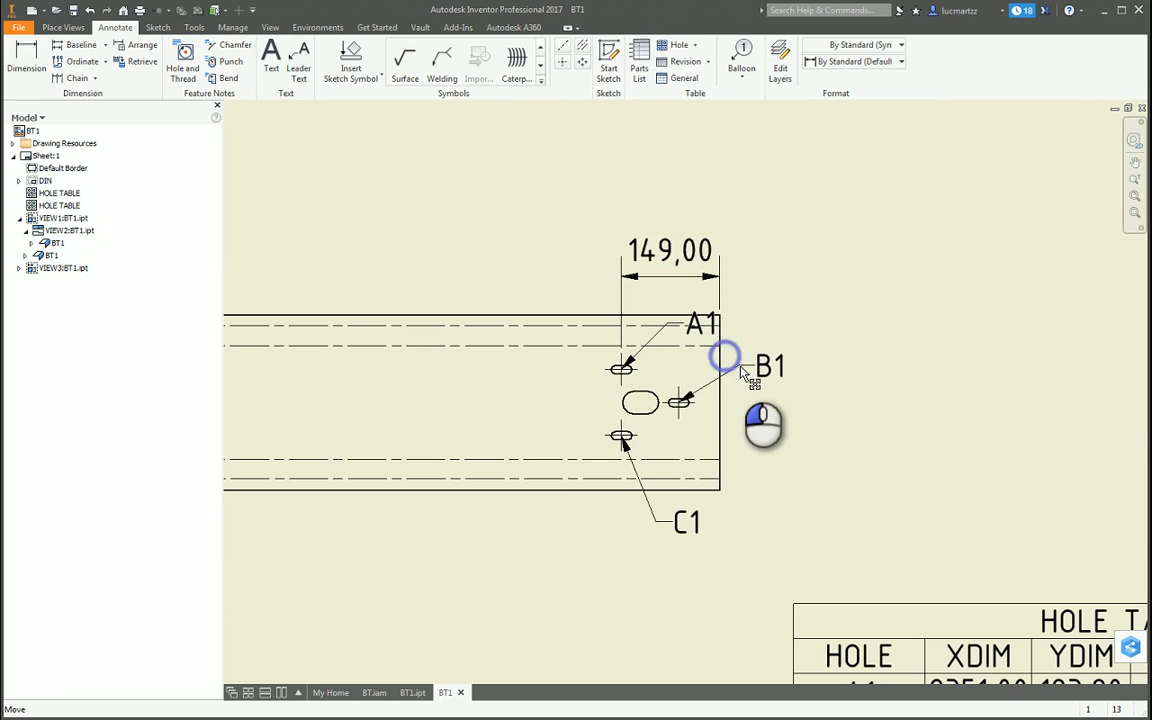 Autodesk Inventor Professional 2017 BT1
Search Help & Commands...
lucmartzz
18
File Place Views Annotate Sketch Tools Manage View Environments Get Started Vault Add-Ins Autodesk A360
Dimension
Baseline
Ordinate
Chain
Arrange
Retrieve
Dimension
Hole and Thread
Chamfer
Punch
Bend
Feature Notes
Text
Leader Text
Text
Insert Sketch Symbol
Surface
Welding
Impor...
Caterp...
Symbols
Start Sketch
Sketch
Parts List
Hole
Revision
General
Table
Balloon
Edit Layers
By Standard (Syn
By Standard (Defaul
Format
Model
BT1
Drawing Resources
Sheet:1
Default Border
DIN
HOLE TABLE
HOLE TABLE
VIEW1:BT1.ipt
VIEW2:BT1.ipt
BT1
BT1
VIEW3:BT1.ipt
149,00
A1
B1
C1
HOLE TA
HOLE XDIM YDIM
My Home BT.iam BT1.ipt BT1
Move
1 13